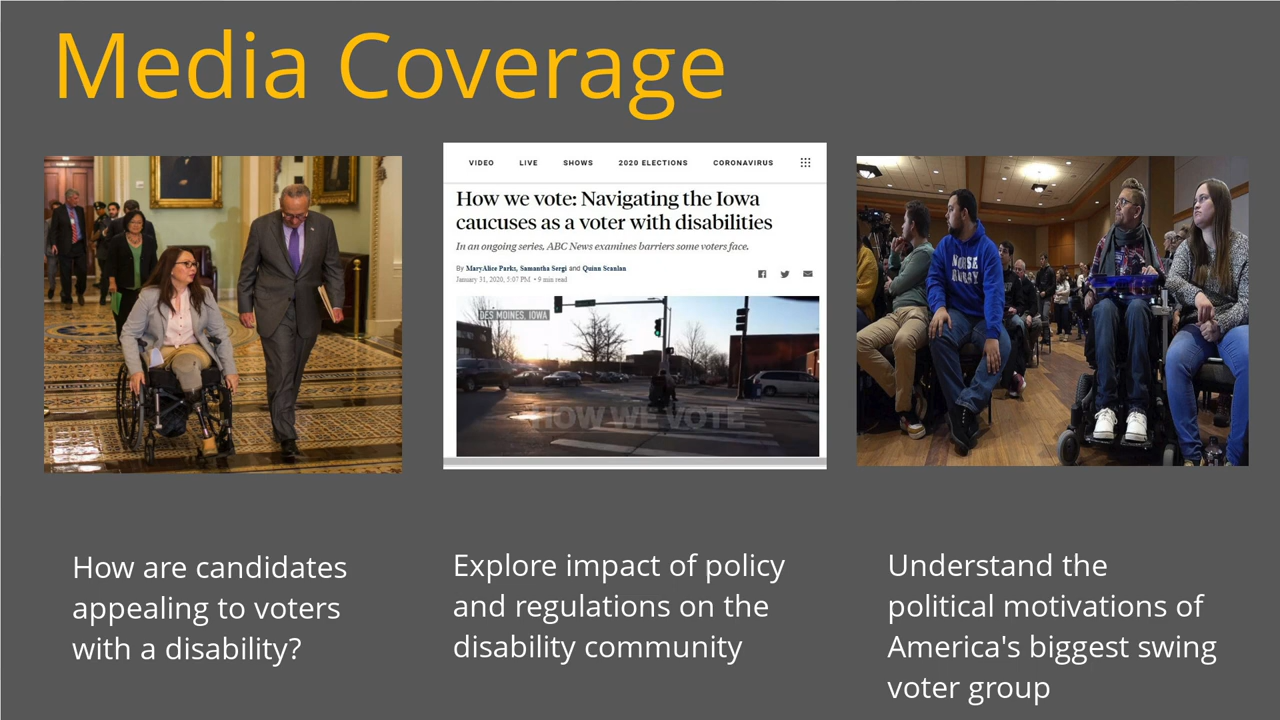 Media Coverage
VIDEO LIVE SHOWS 2020 ELECTIONS CORONAVIRUS
How we vote: Navigating the Iowa
caucuses as a voter with disabilities
In an ongoing series, ABC News examines barriers some voters face.
By MaryAlice Parks, Samantha Sergi and Quinn Scanlan
January 31, 2020, 5:07 PM • 9 min read
DES MOINES, IOWA
HOW WE VOTE
How are candidates
appealing to voters
with a disability?
Explore impact of policy
and regulations on the
disability community
Understand the
political motivations of
America's biggest swing
voter group